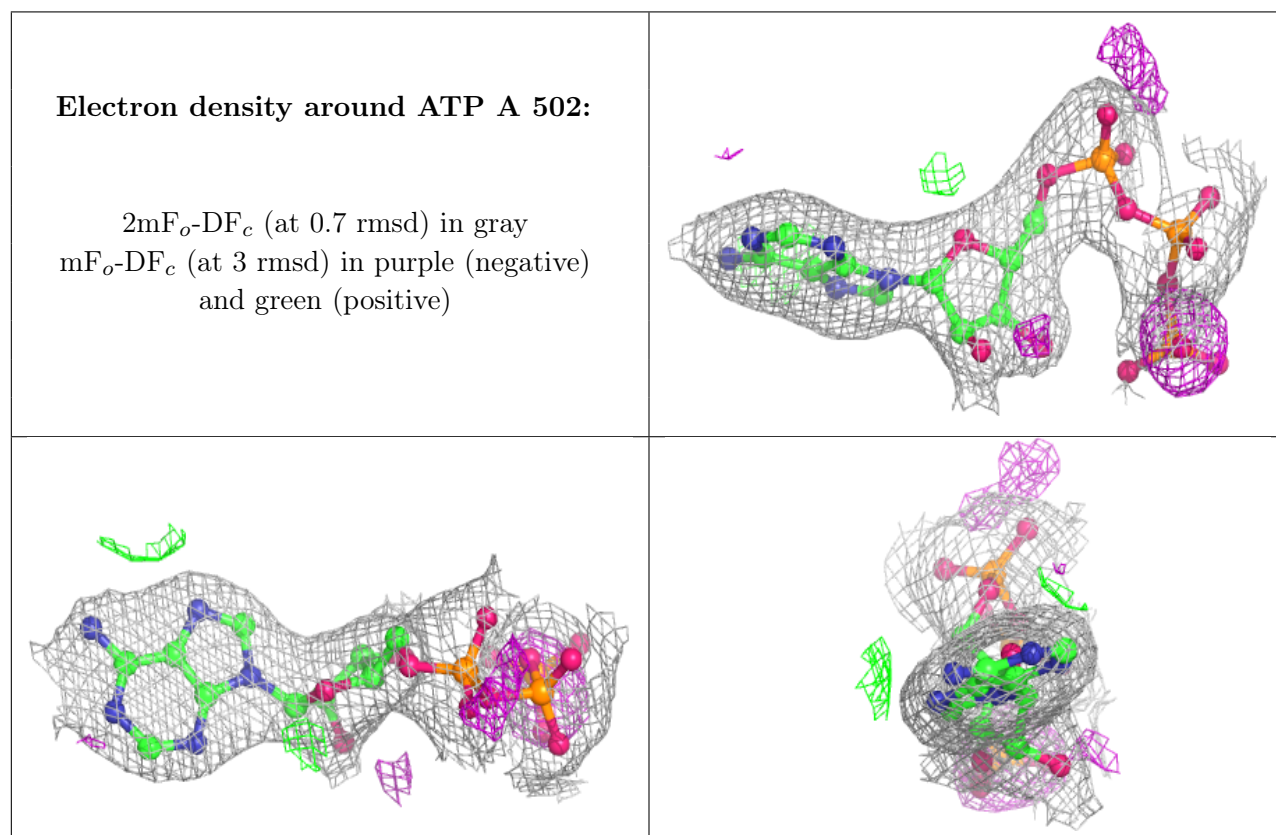 Electron density around ATP A 502:
2mFo-DFc (at 0.7 rmsd) in gray
mFo-DFc (at 3 rmsd) in purple (negative)
and green (positive)